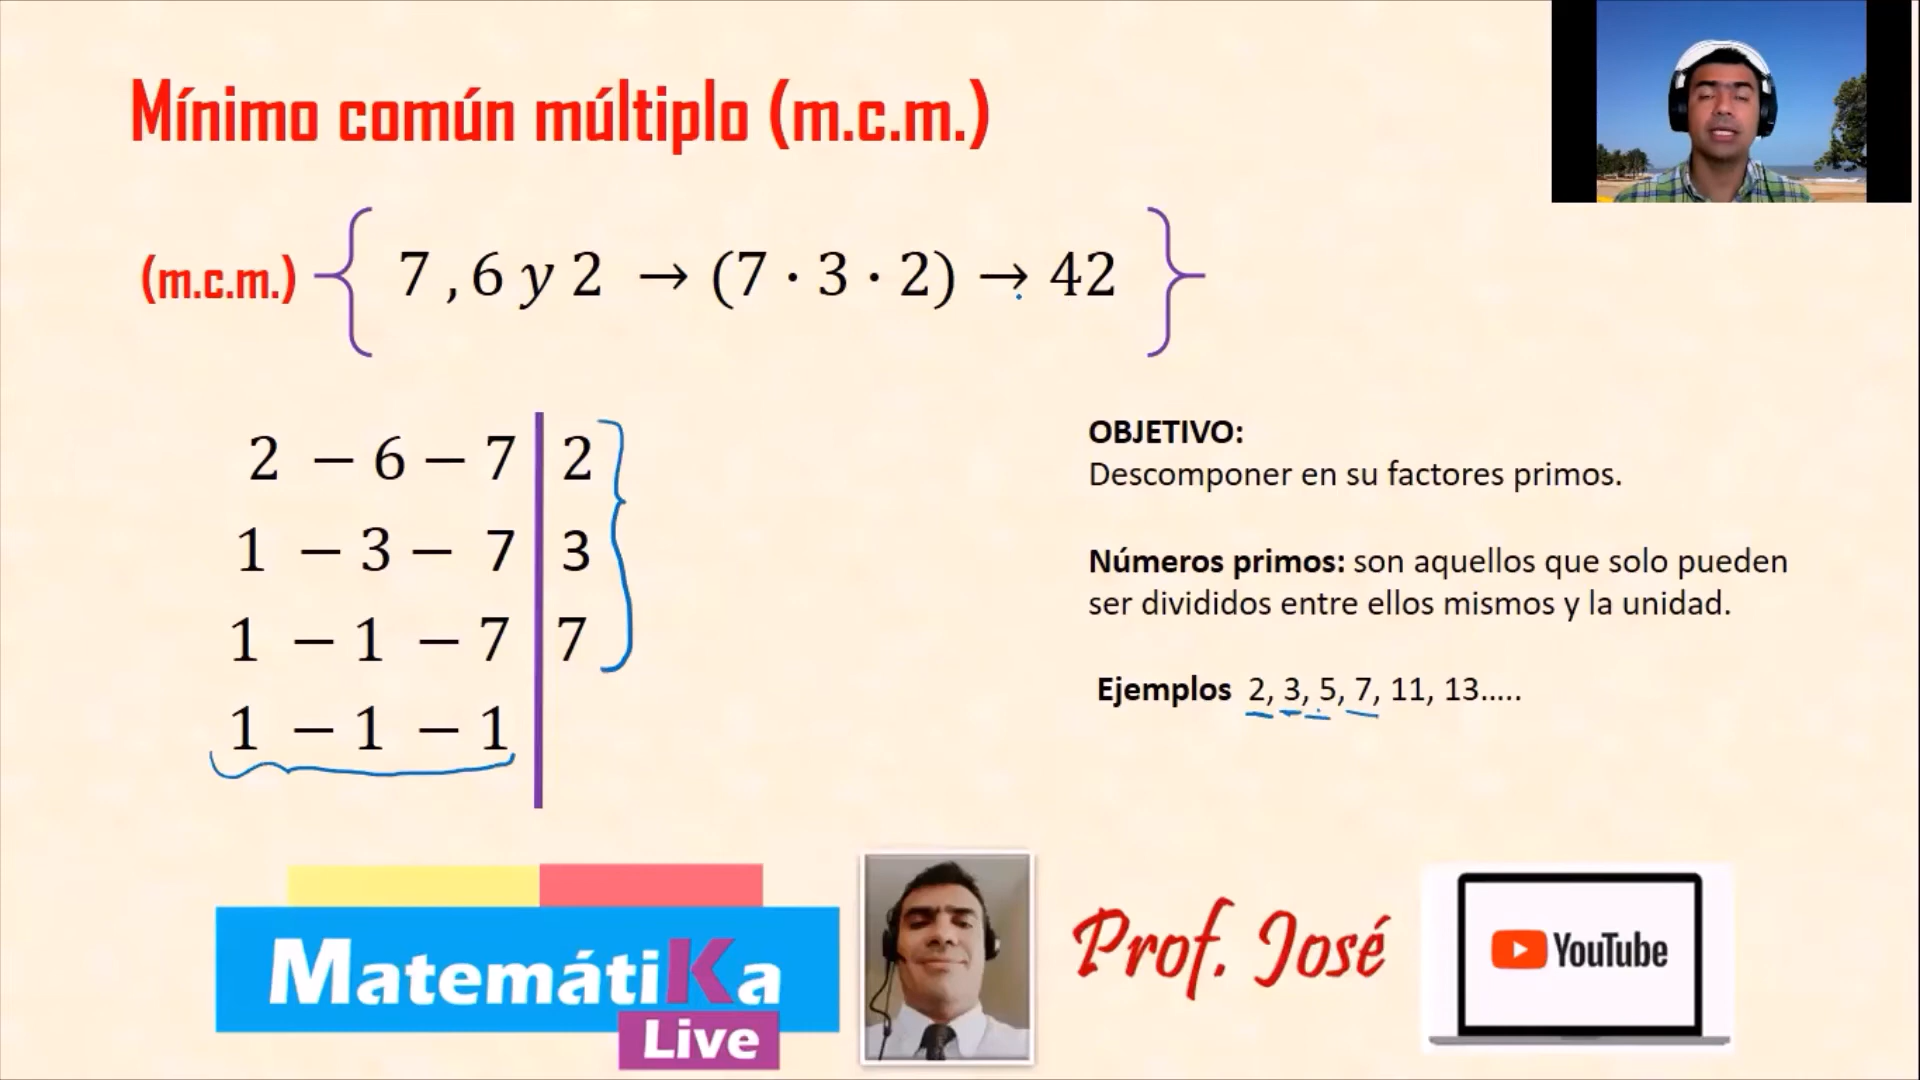 Mínimo común múltiplo (m.c.m.)
(m.c.m.) { 7 , 6 y 2 → (7 · 3 · 2) → 42 }
2 – 6 – 7 | 2
1 – 3 – 7 | 3
1 – 1 – 7 | 7
1 – 1 – 1 |
OBJETIVO:
Descomponer en su factores primos.
Números primos: son aquellos que solo pueden
ser divididos entre ellos mismos y la unidad.
Ejemplos 2, 3, 5, 7, 11, 13.....
MatemátiKa
Live
Prof. José
YouTube